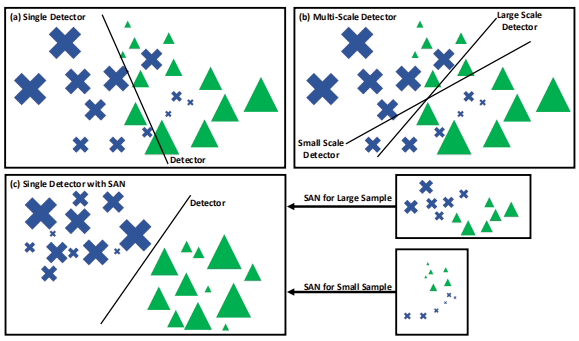 (a) Single Detector
Detector
(b) Multi-Scale Detector
Large Scale
Detector
Small Scale
Detector
(c) Single Detector with SAN
Detector
SAN for Large Sample
SAN for Small Sample